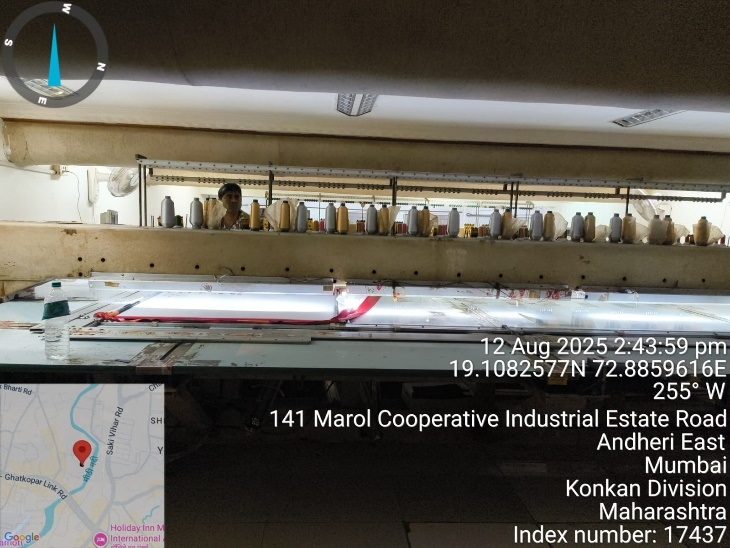 W
S
N
E
12 Aug 2025 2:43:59 pm
19.1082577N 72.8859616E
255° W
141 Marol Cooperative Industrial Estate Road
Andheri East
Mumbai
Konkan Division
Maharashtra
Index number: 17437
Bharti Rd
Saki Vihar Rd
SH
Y
- Ghatkopar Link Rd
Holiday Inn M
International
Google